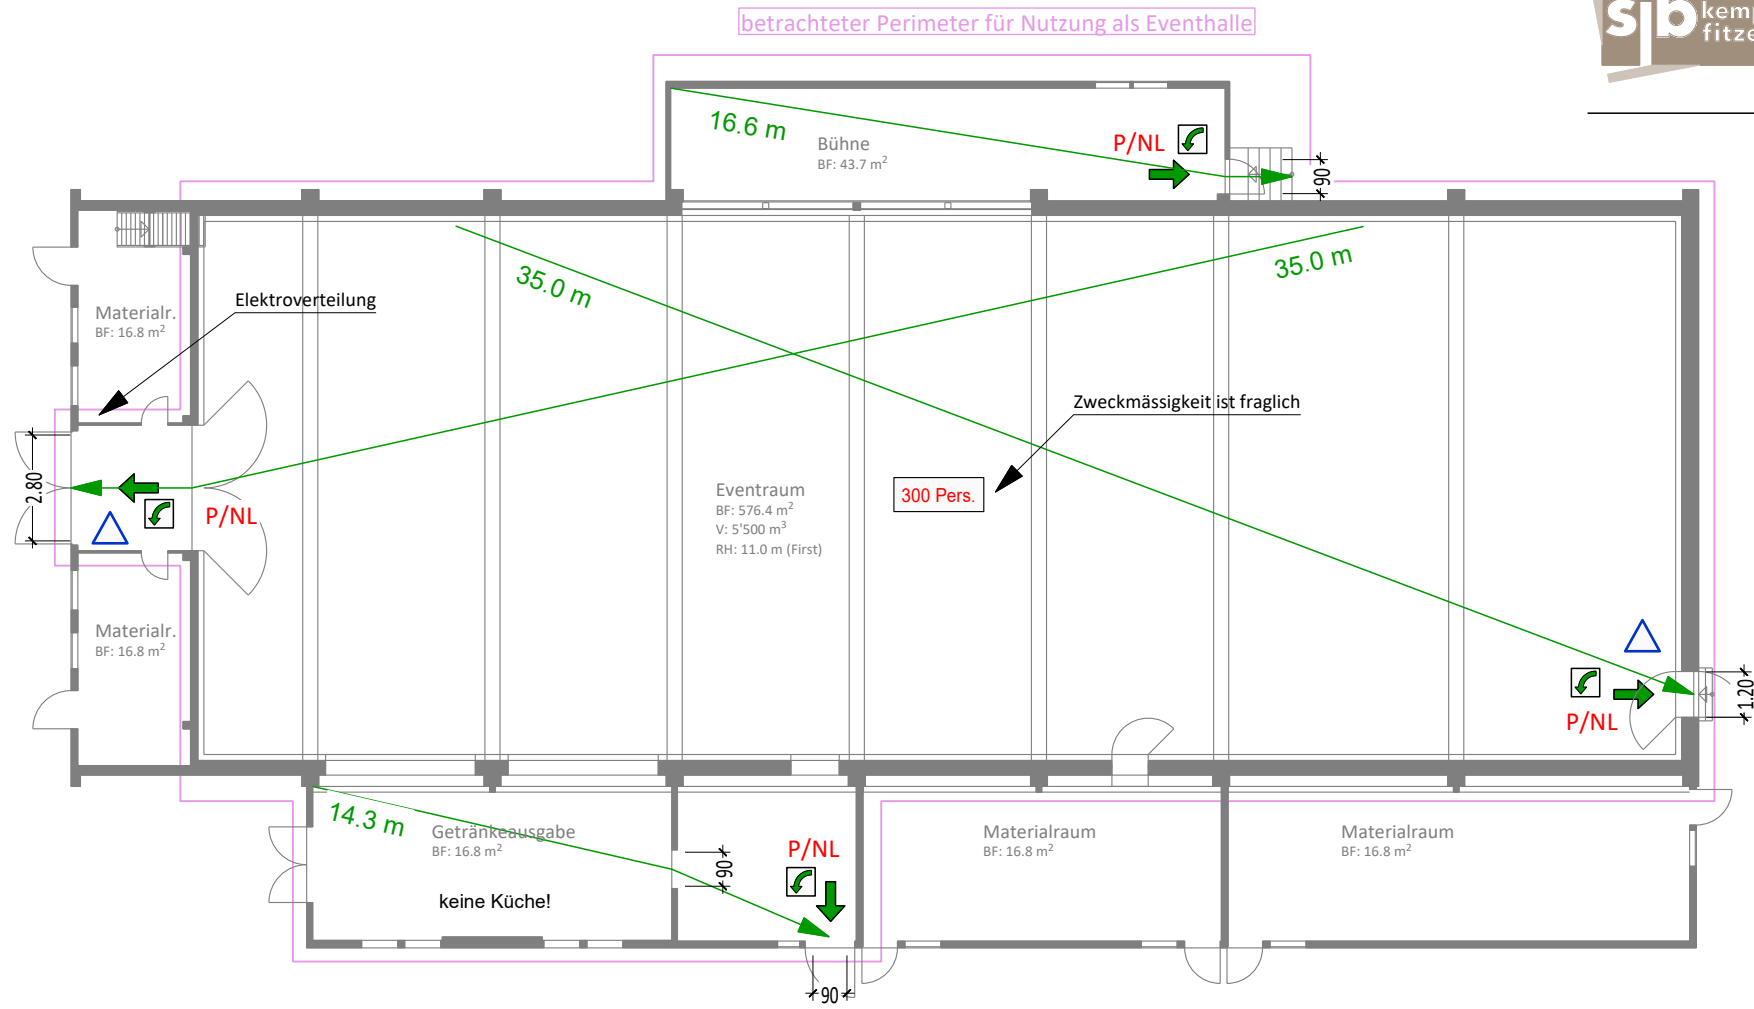 betrachteter Perimeter für Nutzung als Eventhalle
sjb
fitze
16.6 m
Bühne
BF: 43.7 m²
P/NL
90
35.0 m
35.0 m
Elektroverteilung
Materialr.
BF: 16.8 m²
Zweckmässigkeit ist fraglich
2.80
P/NL
Eventraum
BF: 576.4 m²
V: 5'500 m³
RH: 11.0 m (First)
300 Pers.
Materialr.
BF: 16.8 m²
P/NL
1.20
14.3 m
Getränkeausgabe
BF: 16.8 m²
keine Küche!
90
P/NL
Materialraum
BF: 16.8 m²
Materialraum
BF: 16.8 m²
90